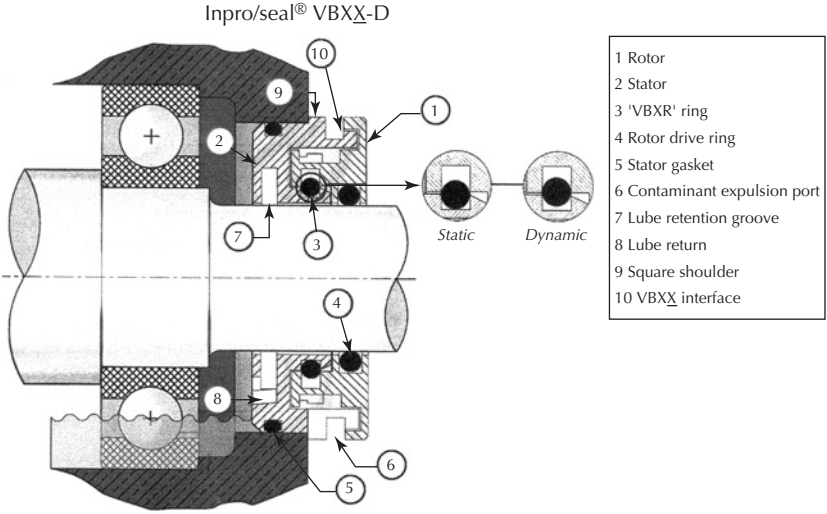 Inpro/seal® VBXX-D
10
9
1
2
7
3
Static
Dynamic
4
8
6
5
1 Rotor
2 Stator
3 'VBXR' ring
4 Rotor drive ring
5 Stator gasket
6 Contaminant expulsion port
7 Lube retention groove
8 Lube return
9 Square shoulder
10 VBXX interface